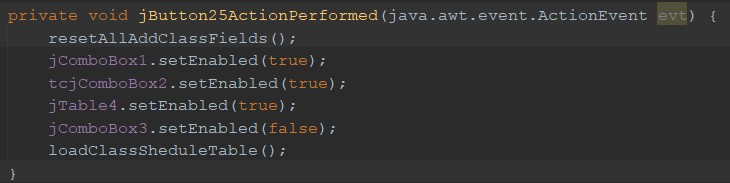 private void jButton25ActionPerformed(java.awt.event.ActionEvent evt) {
resetAllAddClassFields();
jComboBox1.setEnabled(true);
tcjComboBox2.setEnabled(true);
jTable4.setEnabled(true);
jComboBox3.setEnabled(false);
loadClassSheduleTable();
}